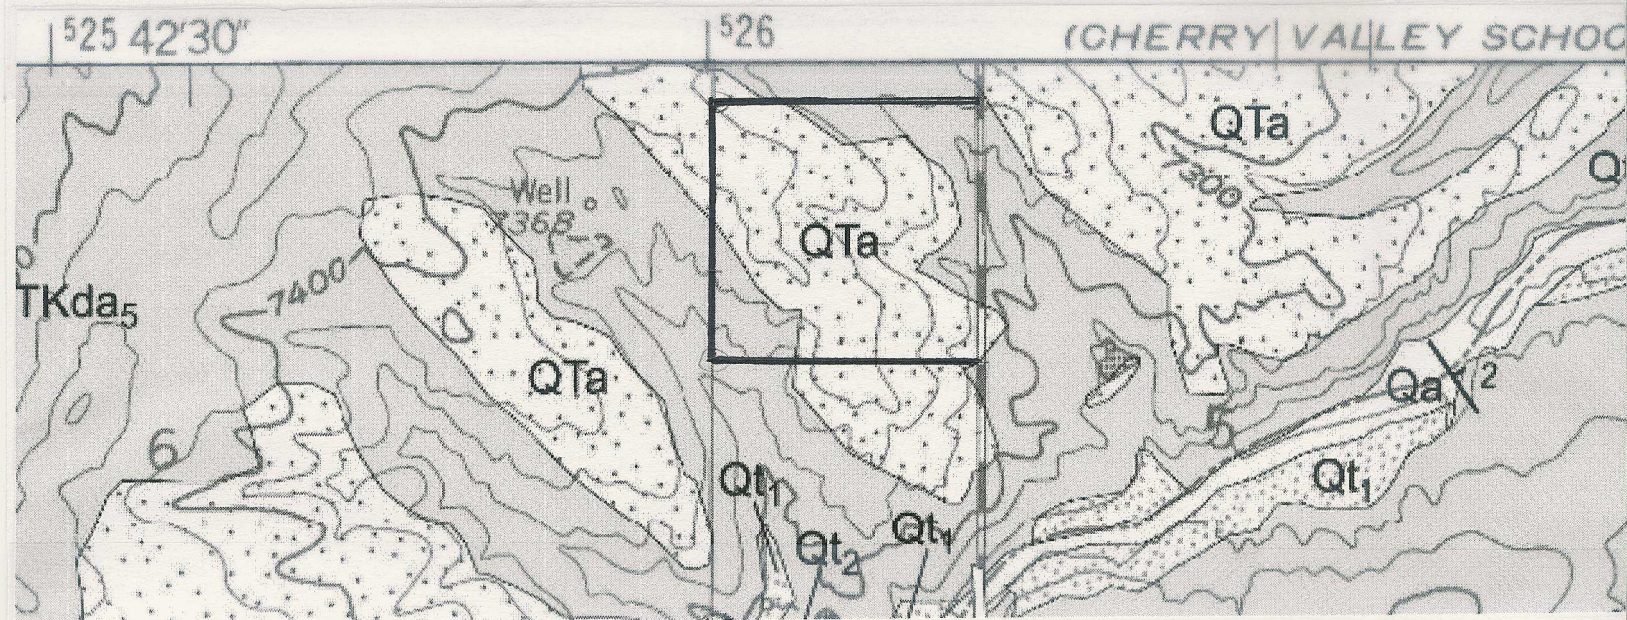 525 42'30" 526 (CHERRY VALLEY SCHOO
QTa
7300
Q
Well
7368
QTa
7400
TKda5
QTa
Qa 2
6
5
Qt1
Qt1
Qt2
Qt1